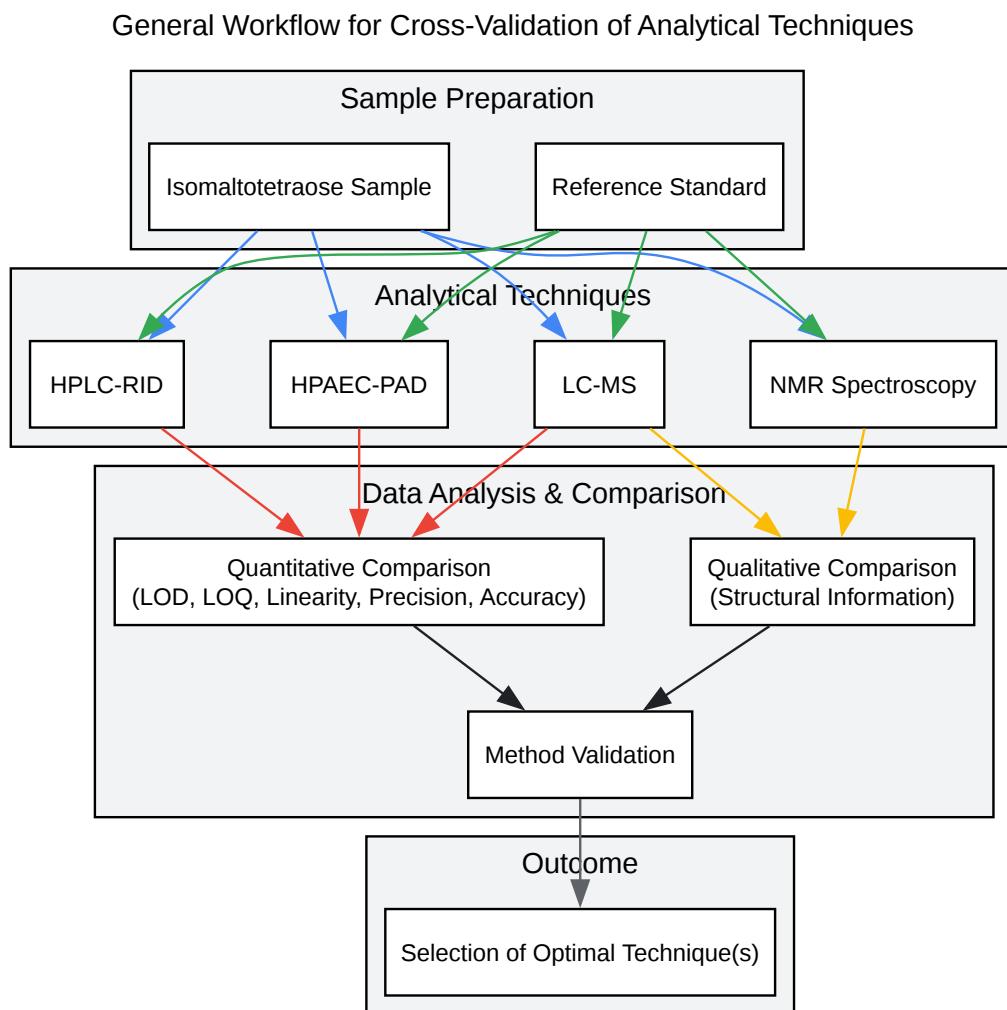 General Workflow for Cross-Validation of Analytical Techniques
Sample Preparation
Isomaltotetraose Sample
Reference Standard
Analytical Techniques
HPLC-RID
HPAEC-PAD
LC-MS
NMR Spectroscopy
Data Analysis & Comparison
Quantitative Comparison
(LOD, LOQ, Linearity, Precision, Accuracy)
Qualitative Comparison
(Structural Information)
Method Validation
Outcome
Selection of Optimal Technique(s)